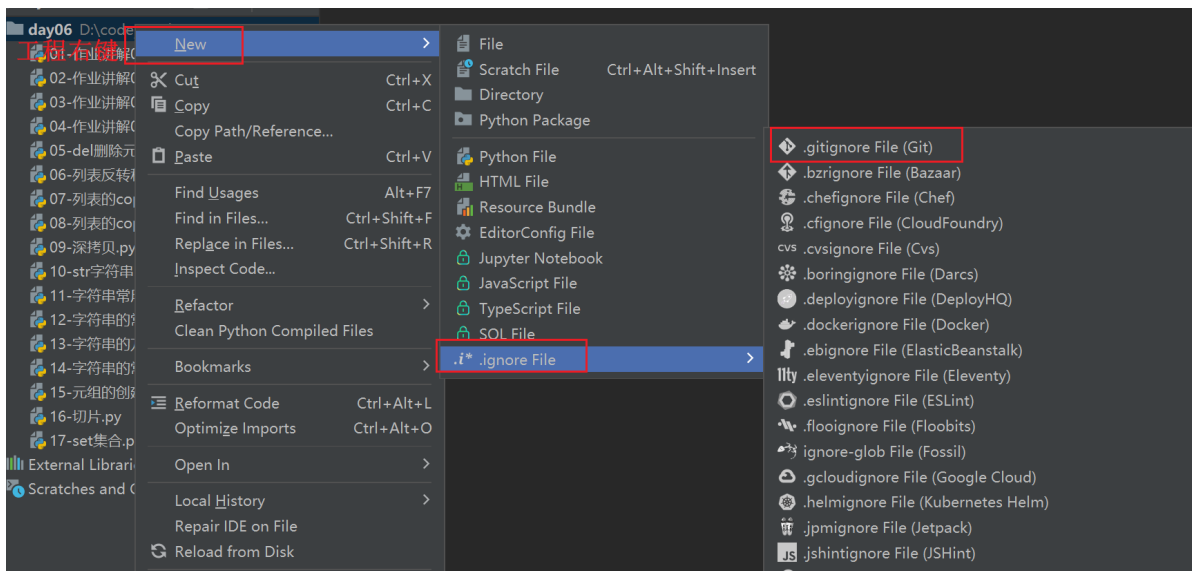 day06 D:\code
工程右键
01-作业讲解0
02-作业讲解0
03-作业讲解0
04-作业讲解0
05-del删除元
06-列表反转
07-列表的co
08-列表的co
09-深拷贝.py
10-str字符串
11-字符串常
12-字符串的
13-字符串的
14-字符串的
15-元组的创
16-切片.py
17-set集合.p
External Librari
Scratches and
New
Cut Ctrl+X
Copy Ctrl+C
Copy Path/Reference...
Paste Ctrl+V
Find Usages Alt+F7
Find in Files... Ctrl+Shift+F
Replace in Files... Ctrl+Shift+R
Inspect Code...
Refactor
Clean Python Compiled Files
Bookmarks
Reformat Code Ctrl+Alt+L
Optimize Imports Ctrl+Alt+O
Open In
Local History
Repair IDE on File
Reload from Disk
File
Scratch File Ctrl+Alt+Shift+Insert
Directory
Python Package
Python File
HTML File
Resource Bundle
EditorConfig File
Jupyter Notebook
JavaScript File
TypeScript File
SQL File
.i* .ignore File
.gitignore File (Git)
.bzrignore File (Bazaar)
.chefignore File (Chef)
.cfignore File (CloudFoundry)
cvs .cvsignore File (Cvs)
.boringignore File (Darcs)
.deployignore File (DeployHQ)
.dockerignore File (Docker)
.ebignore File (ElasticBeanstalk)
11ty .eleventyignore File (Eleventy)
.eslintignore File (ESLint)
.flooignore File (Floobits)
ignore-glob File (Fossil)
.gcloudignore File (Google Cloud)
.helmignore File (Kubernetes Helm)
.jpmignore File (Jetpack)
JS .jshintignore File (JSHint)